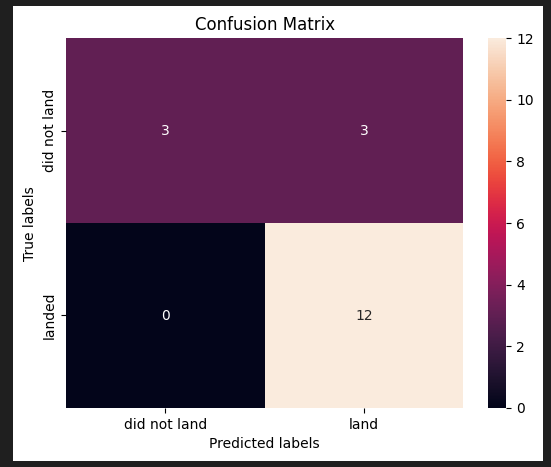 Confusion Matrix
True labels
did not land
3
3
landed
0
12
did not land
land
Predicted labels
12
10
8
6
4
2
0